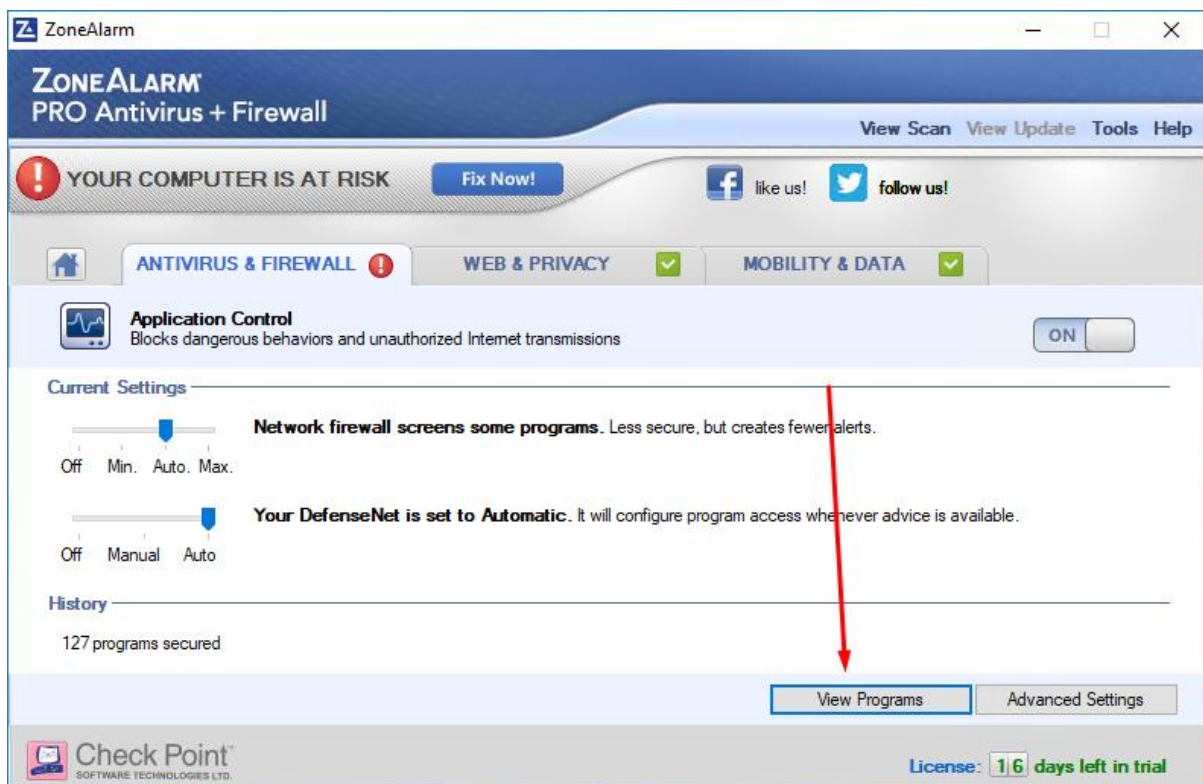 ZoneAlarm
ZONEALARM
PRO Antivirus + Firewall
View Scan View Update Tools Help
YOUR COMPUTER IS AT RISK Fix Now! like us! follow us!
ANTIVIRUS & FIREWALL WEB & PRIVACY MOBILITY & DATA
Application Control
Blocks dangerous behaviors and unauthorized Internet transmissions
ON
Current Settings
Network firewall screens some programs. Less secure, but creates fewer alerts.
Off Min. Auto. Max.
Your DefenseNet is set to Automatic. It will configure program access whenever advice is available.
Off Manual Auto
History
127 programs secured
View Programs Advanced Settings
Check Point
SOFTWARE TECHNOLOGIES LTD.
License: 16 days left in trial